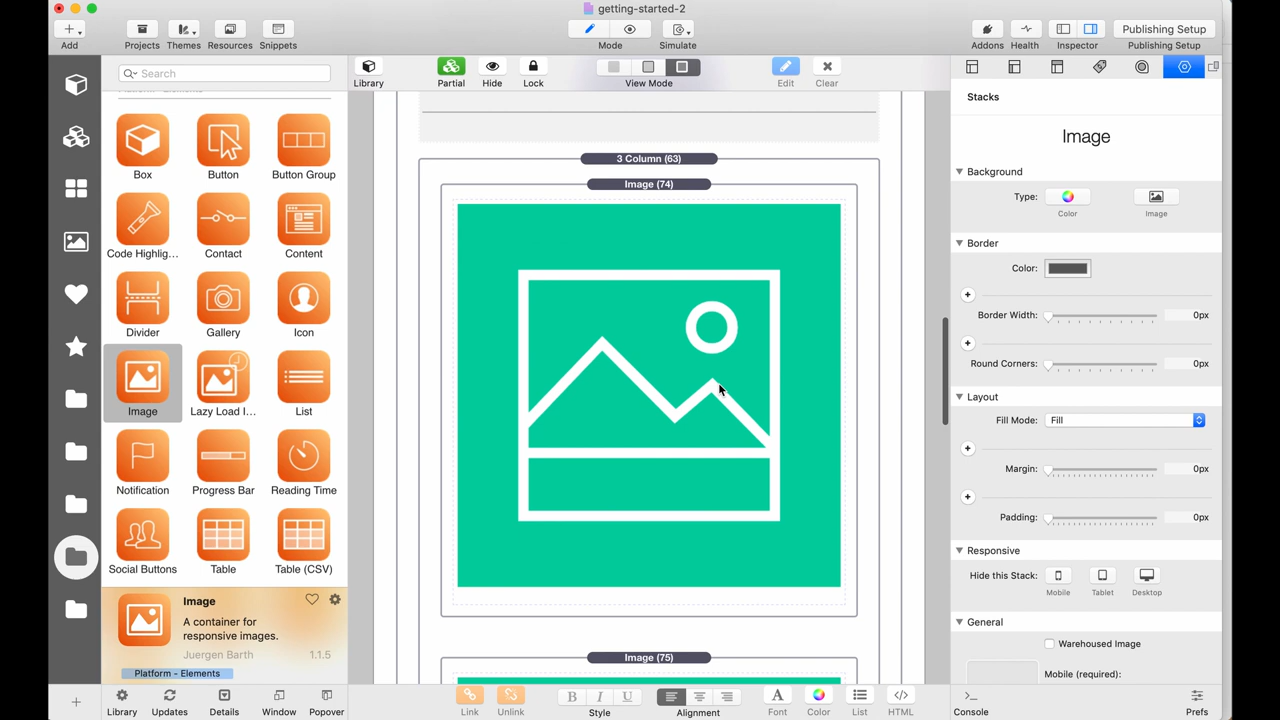 getting-started-2
Add
Projects
Themes
Resources
Snippets
Mode
Simulate
Addons
Health
Inspector
Publishing Setup
Publishing Setup
Search
Library
Partial
Hide
Lock
View Mode
Edit
Clear
Platform - Elements
Box
Button
Button Group
Code Highlig...
Contact
Content
Divider
Gallery
Icon
Image
Lazy Load I...
List
Notification
Progress Bar
Reading Time
Social Buttons
Table
Table (CSV)
Image
A container for
responsive images.
Juergen Barth
1.1.5
Platform - Elements
3 Column (63)
Image (74)
Image (75)
Stacks
Image
Background
Type:
Color
Image
Border
Color:
Border Width:
0px
Round Corners:
0px
Layout
Fill Mode:
Fill
Margin:
0px
Padding:
0px
Responsive
Hide this Stack:
Mobile
Tablet
Desktop
General
Warehoused Image
Mobile (required):
Library
Updates
Details
Window
Popover
Link
Unlink
B I U
Style
Alignment
A
Font
Color
List
HTML
Console
Prefs